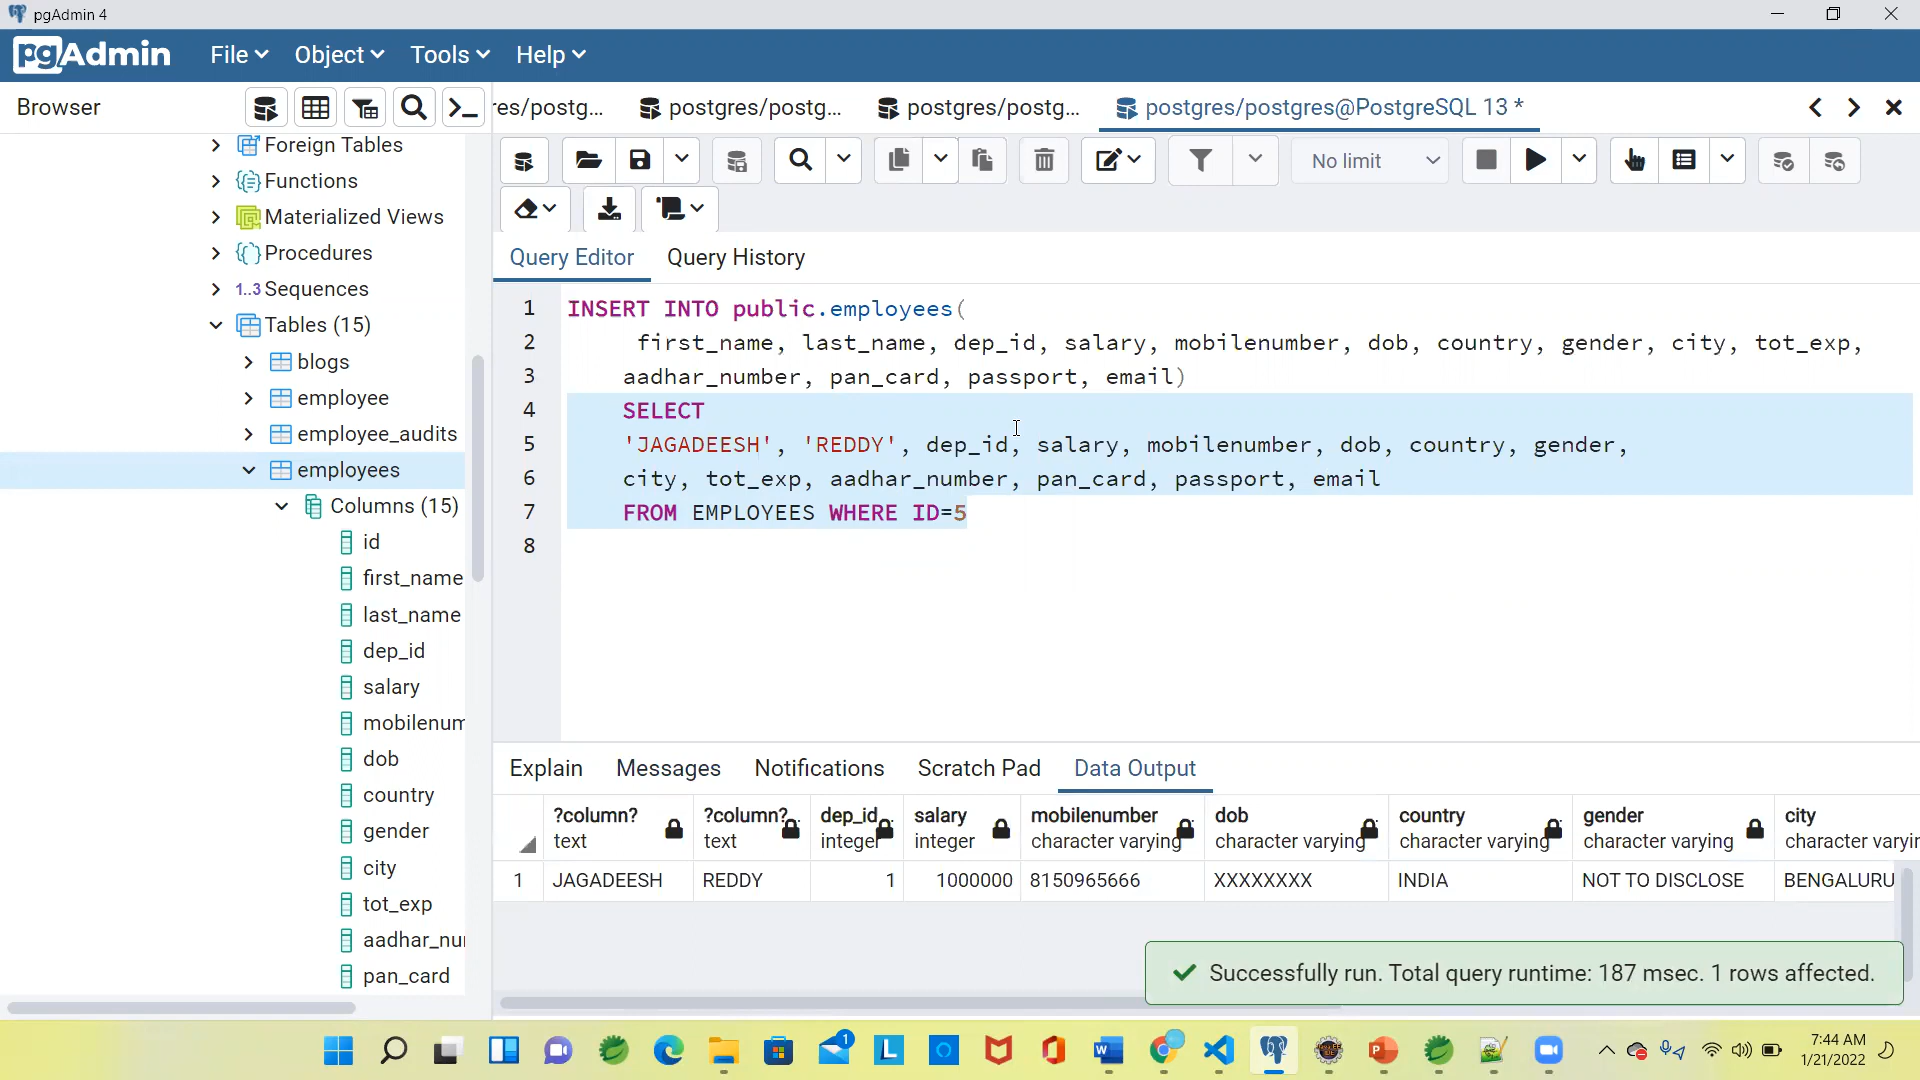 pgAdmin 4
pgAdmin File Object Tools Help
Browser
res/postg... postgres/postg... postgres/postg... postgres/postgres@PostgreSQL 13 *
No limit
Query Editor Query History
Foreign Tables
Functions
Materialized Views
Procedures
1..3 Sequences
Tables (15)
blogs
employee
employee_audits
employees
Columns (15)
id
first_name
last_name
dep_id
salary
mobilenum
dob
country
gender
city
tot_exp
aadhar_nu
pan_card
1 INSERT INTO public.employees(
2 first_name, last_name, dep_id, salary, mobilenumber, dob, country, gender, city, tot_exp,
3 aadhar_number, pan_card, passport, email)
4 SELECT
5 'JAGADEESH', 'REDDY', dep_id, salary, mobilenumber, dob, country, gender,
6 city, tot_exp, aadhar_number, pan_card, passport, email
7 FROM EMPLOYEES WHERE ID=5
8
Explain Messages Notifications Scratch Pad Data Output
?column? ?column? dep_id salary mobilenumber dob country gender city
text text integer integer character varying character varying character varying character varying character varyin
1 JAGADEESH REDDY 1 1000000 8150965666 XXXXXXXX INDIA NOT TO DISCLOSE BENGALURU
Successfully run. Total query runtime: 187 msec. 1 rows affected.
1
7:44 AM
1/21/2022